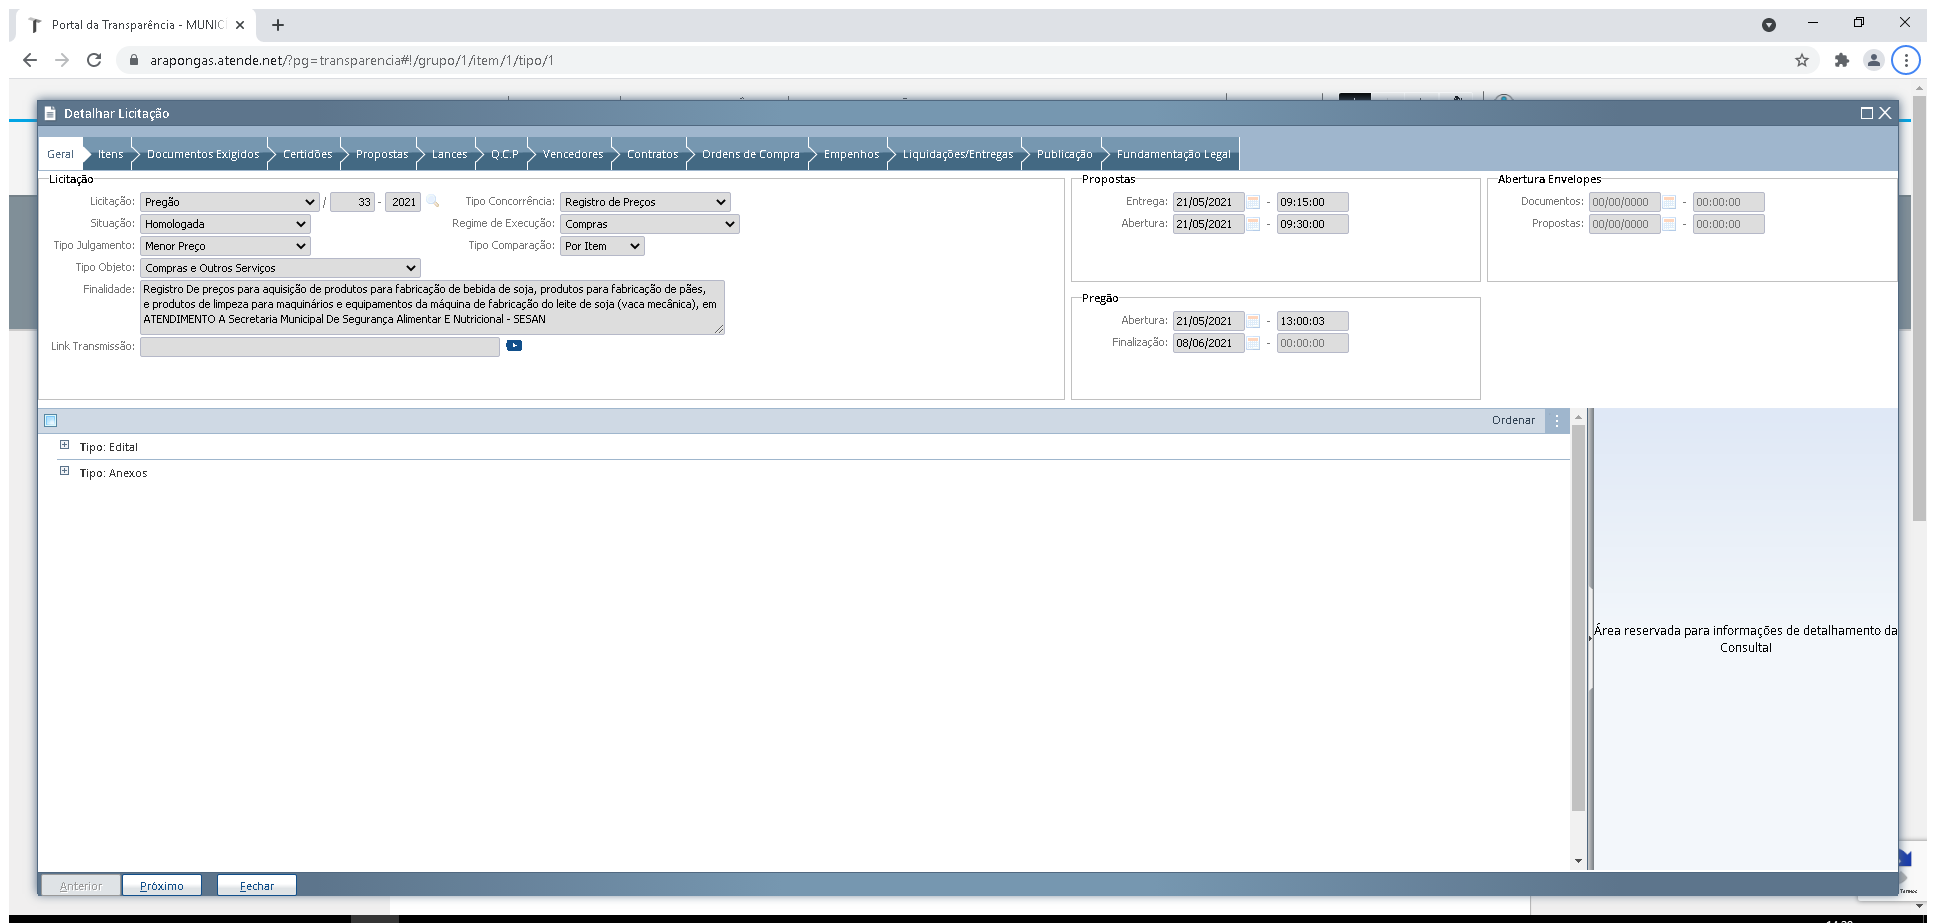 Portal da Transparência - MUNIC
arapongas.atende.net/?pg=transparencia#!/grupo/1/item/1/tipo/1
Detalhar Licitação
Geral Itens Documentos Exigidos Certidões Propostas Lances Q.C.P Vencedores Contratos Ordens de Compra Empenhos Liquidações/Entregas Publicação Fundamentação Legal
Licitação
Licitação: Pregão / 33 - 2021 Tipo Concorrência: Registro de Preços
Situação: Homologada Regime de Execução: Compras
Tipo Julgamento: Menor Preço Tipo Comparação: Por Item
Tipo Objeto: Compras e Outros Serviços
Finalidade: Registro De preços para aquisição de produtos para fabricação de bebida de soja, produtos para fabricação de pães,
e produtos de limpeza para maquinários e equipamentos da máquina de fabricação do leite de soja (vaca mecânica), em
ATENDIMENTO A Secretaria Municipal De Segurança Alimentar E Nutricional - SESAN
Link Transmissão:
Propostas
Entrega: 21/05/2021 - 09:15:00
Abertura: 21/05/2021 - 09:30:00
Abertura Envelopes
Documentos: 00/00/0000 - 00:00:00
Propostas: 00/00/0000 - 00:00:00
Pregão
Abertura: 21/05/2021 - 13:00:03
Finalização: 08/06/2021 - 00:00:00
Ordenar
Tipo: Edital
Tipo: Anexos
Área reservada para informações de detalhamento da
Consulta!
Anterior Próximo Fechar